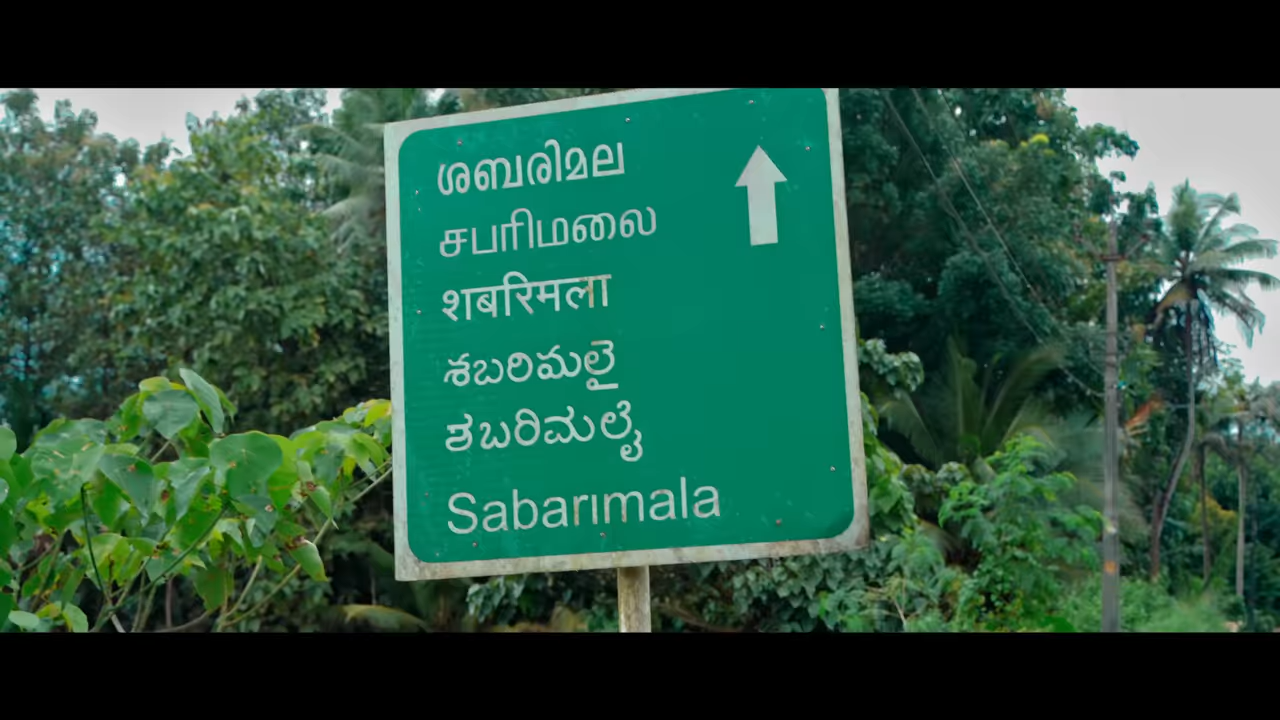 ശബരിമല
சபரிமலை
शबरिमला
శబరిమలై
ಶಬರಿಮಲೈ
Sabarimala